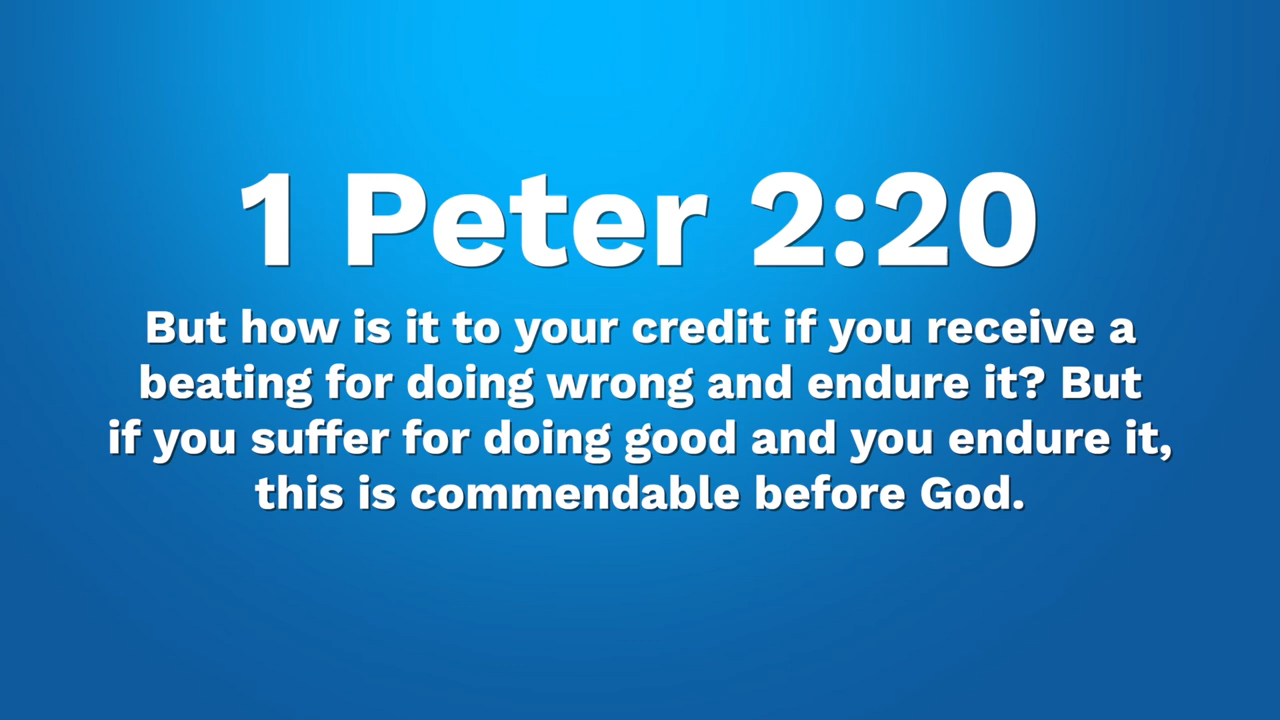 1 Peter 2:20
But how is it to your credit if you receive a
beating for doing wrong and endure it? But
if you suffer for doing good and you endure it,
this is commendable before God.